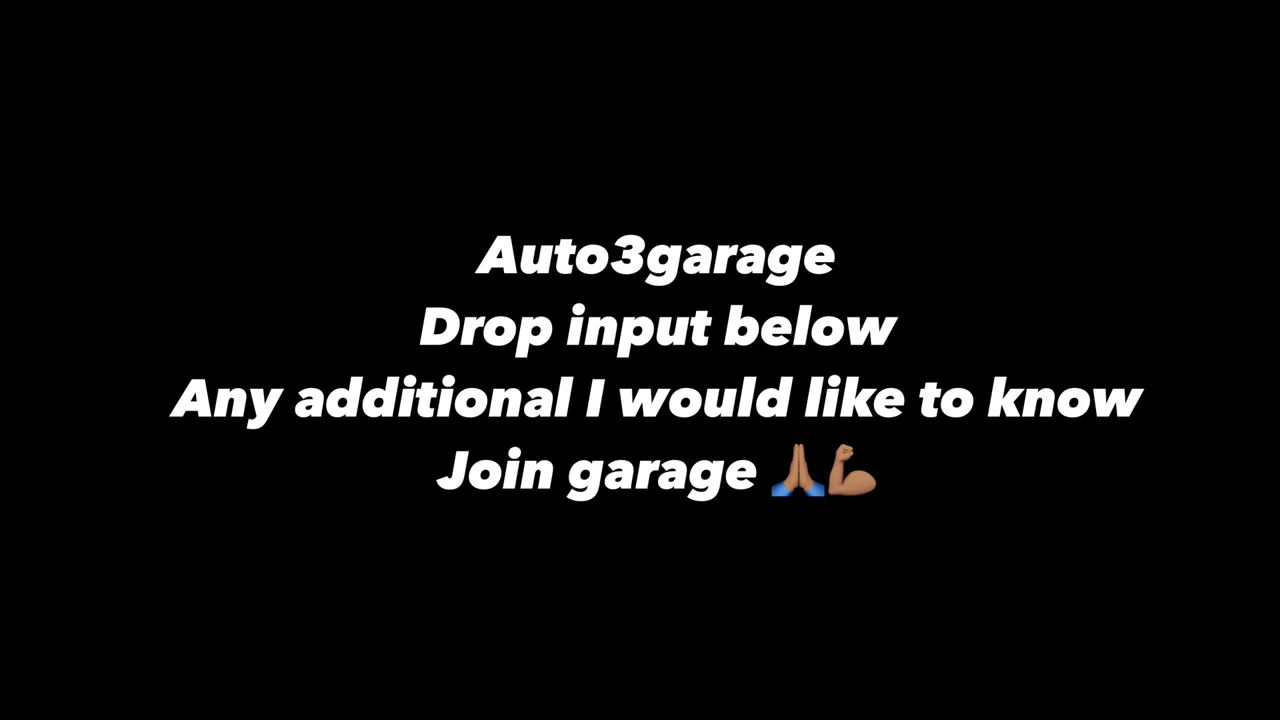 Auto3garage
Drop input below
Any additional I would like to know
Join garage 🙏🏽💪🏽